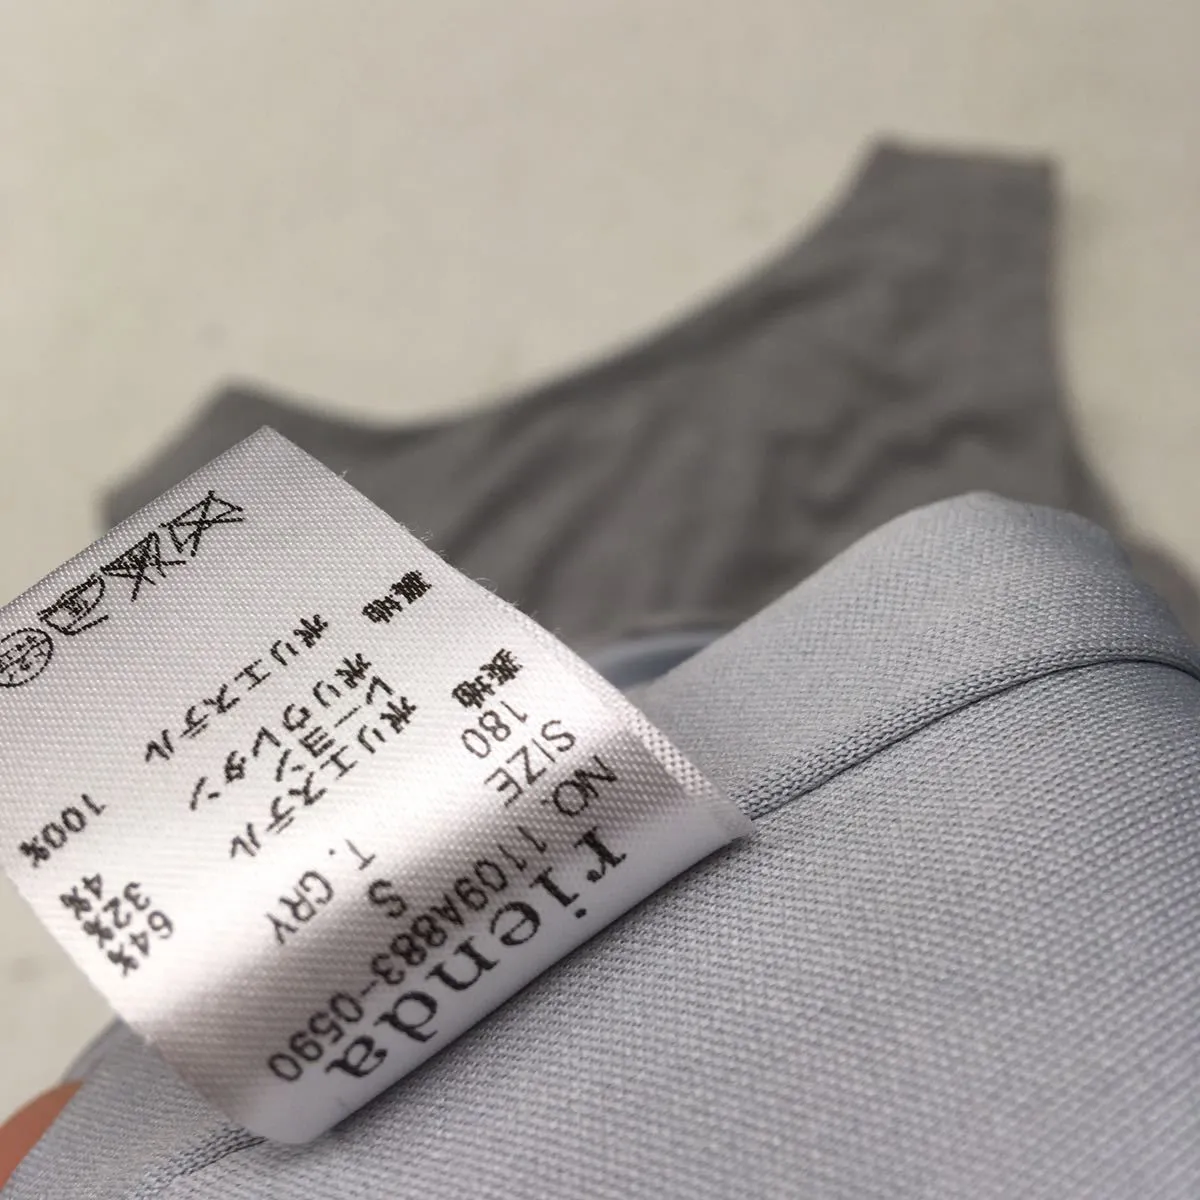 rienda
NO. 1109A883-0590
SIZE S
180 T. GRY
表地
ポリエステル 64%
レーヨン 32%
ポリウレタン 4%
裏地
ポリエステル 100%